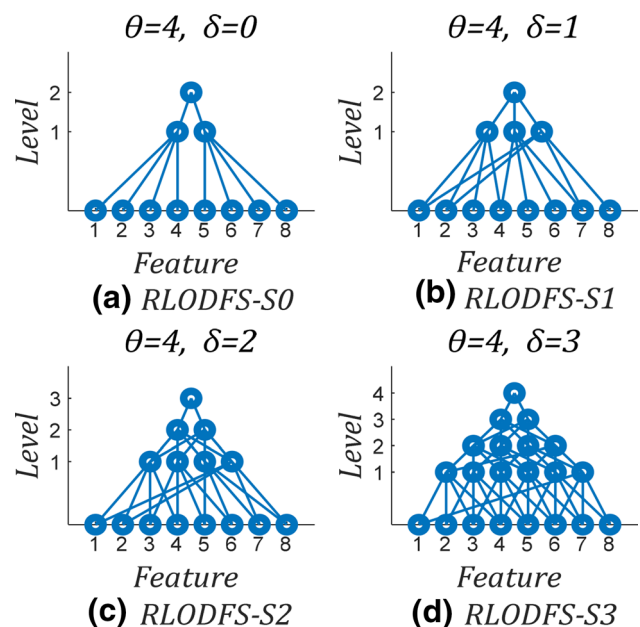 θ=4, δ=0
Level
2
1
1 2 3 4 5 6 7 8
Feature
(a) RLODFS-S0
θ=4, δ=1
Level
2
1
1 2 3 4 5 6 7 8
Feature
(b) RLODFS-S1
θ=4, δ=2
Level
3
2
1
1 2 3 4 5 6 7 8
Feature
(c) RLODFS-S2
θ=4, δ=3
Level
4
3
2
1
1 2 3 4 5 6 7 8
Feature
(d) RLODFS-S3